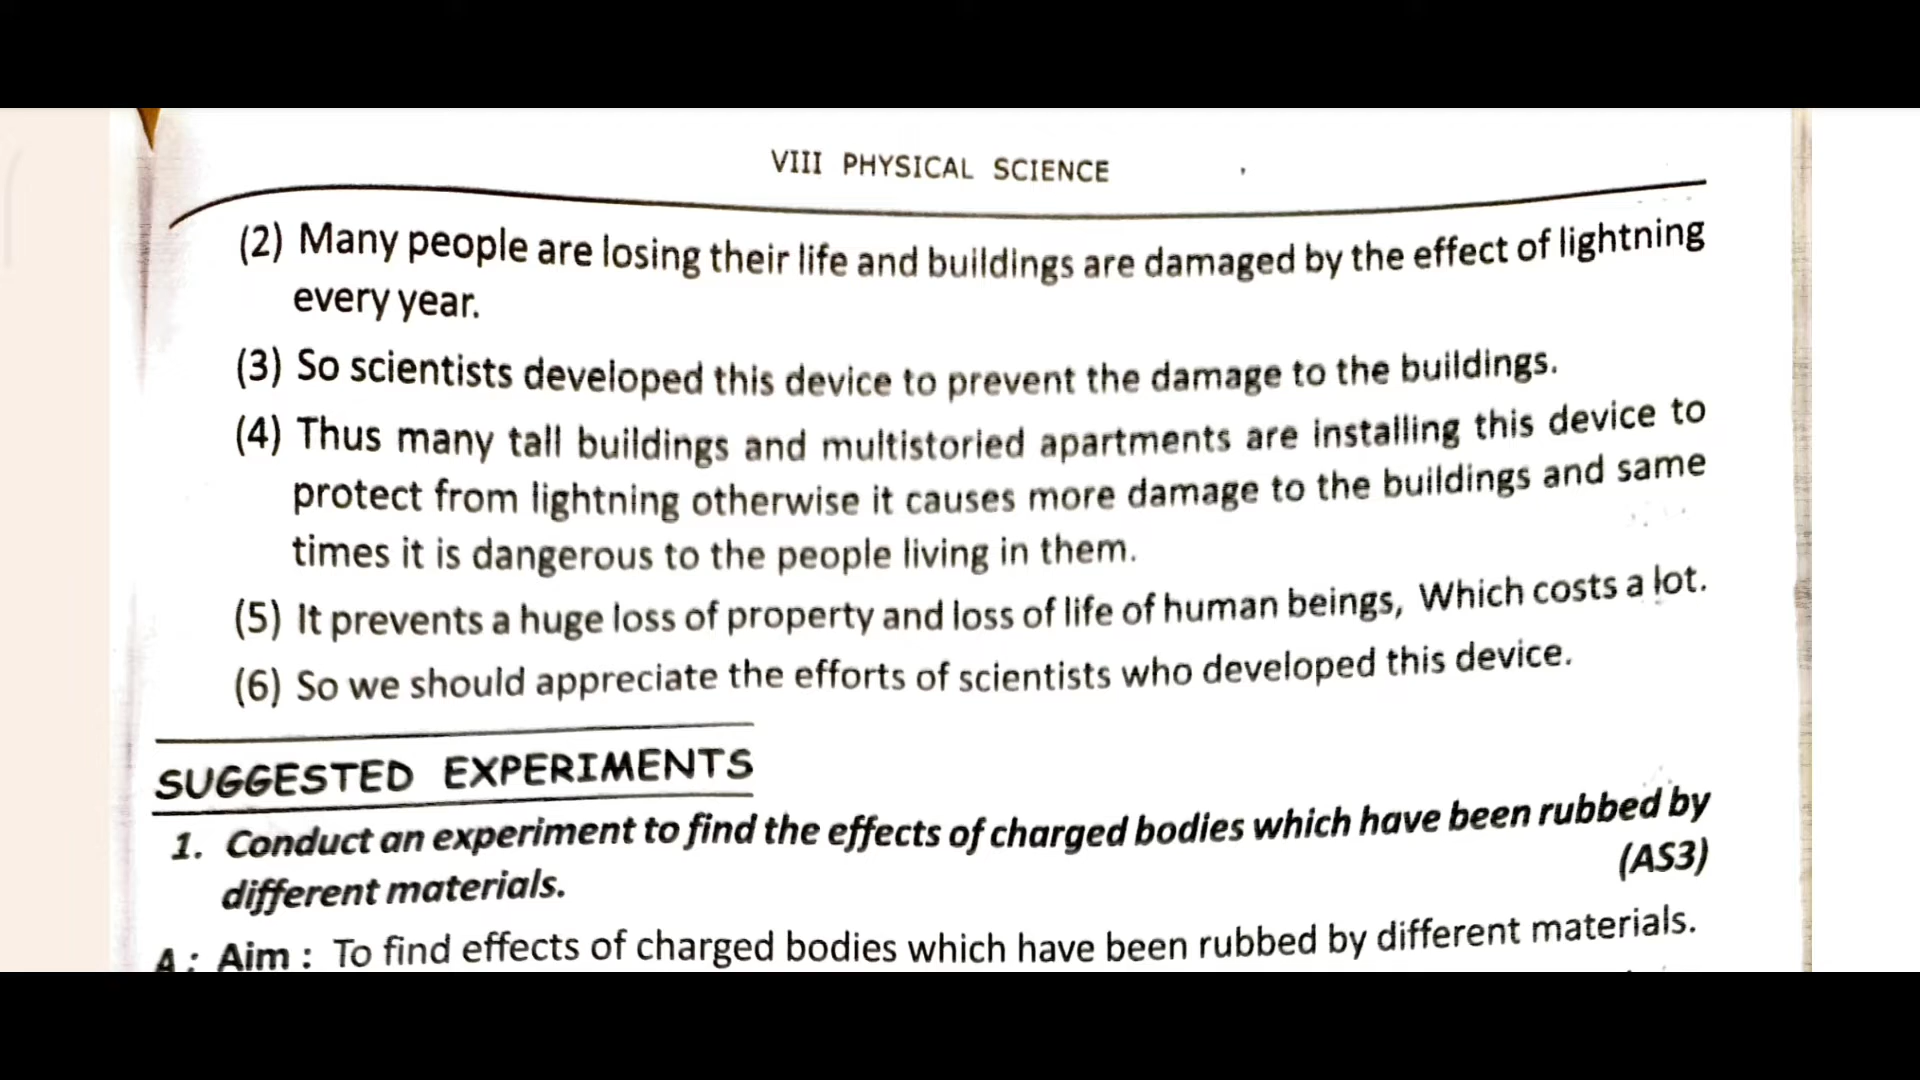 VIII PHYSICAL SCIENCE
(2) Many people are losing their life and buildings are damaged by the effect of lightning
every year.
(3) So scientists developed this device to prevent the damage to the buildings.
(4) Thus many tall buildings and multistoried apartments are installing this device to
protect from lightning otherwise it causes more damage to the buildings and same
times it is dangerous to the people living in them.
(5) It prevents a huge loss of property and loss of life of human beings, Which costs a lot.
(6) So we should appreciate the efforts of scientists who developed this device.
SUGGESTED EXPERIMENTS
1. Conduct an experiment to find the effects of charged bodies which have been rubbed by
different materials. (AS3)
A : Aim : To find effects of charged bodies which have been rubbed by different materials.